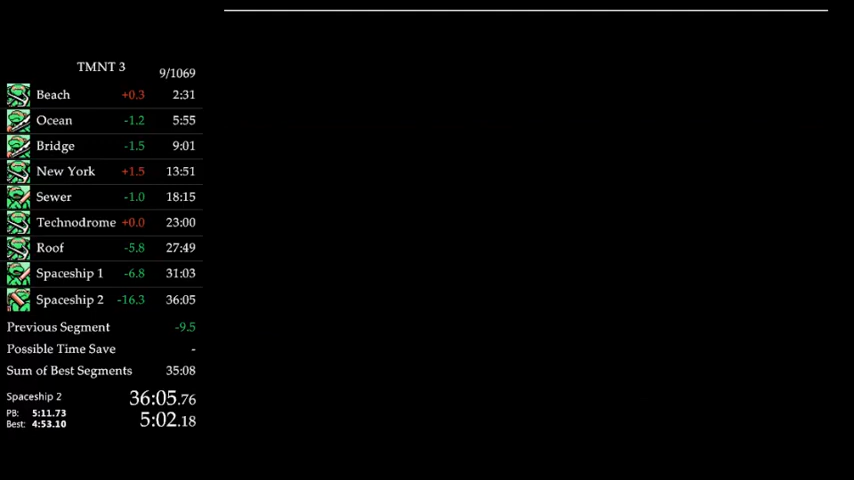 TMNT 3
9/1069
Beach +0.3 2:31
Ocean -1.2 5:55
Bridge -1.5 9:01
New York +1.5 13:51
Sewer -1.0 18:15
Technodrome +0.0 23:00
Roof -5.8 27:49
Spaceship 1 -6.8 31:03
Spaceship 2 -16.3 36:05
Previous Segment -9.5
Possible Time Save -
Sum of Best Segments 35:08
Spaceship 2 36:05.76
PB: 5:11.73
Best: 4:53.10
5:02.18